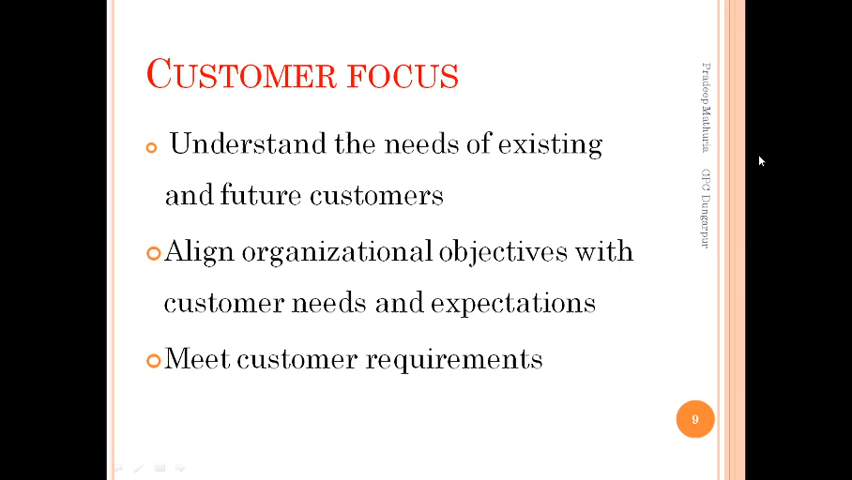 CUSTOMER FOCUS
Understand the needs of existing
and future customers
Align organizational objectives with
customer needs and expectations
Meet customer requirements
Pradeep Mathuria GPC Dungarpur
9